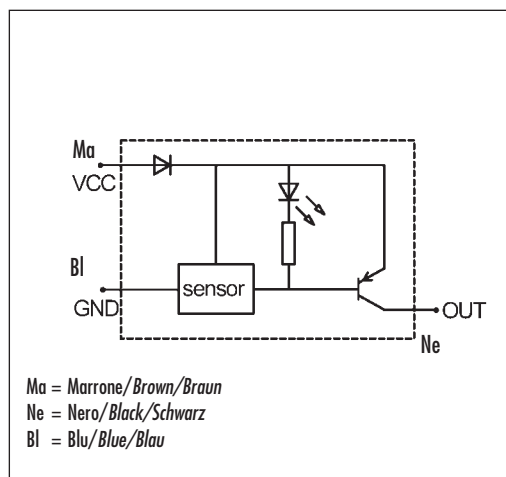 Ma
VCC
Bl
GND
sensor
OUT
Ne
Ma = Marrone/Brown/Braun
Ne = Nero/Black/Schwarz
Bl = Blu/Blue/Blau